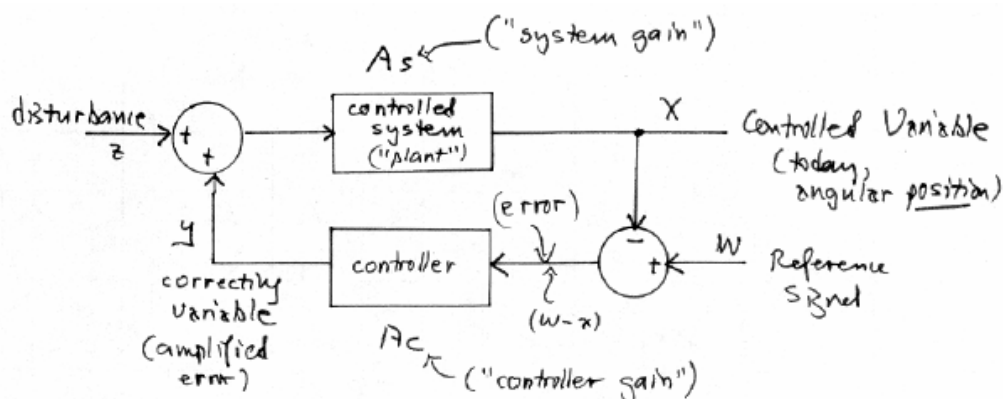 As
("system gain")
disturbance
z
+
+
controlled
system
("plant")
X
Controlled Variable
(today,
angular position)
(error)
y
controller
-
+
W
Reference
Signal
correcting
variable
(amplified
error)
(w-x)
Ac
("controller gain")